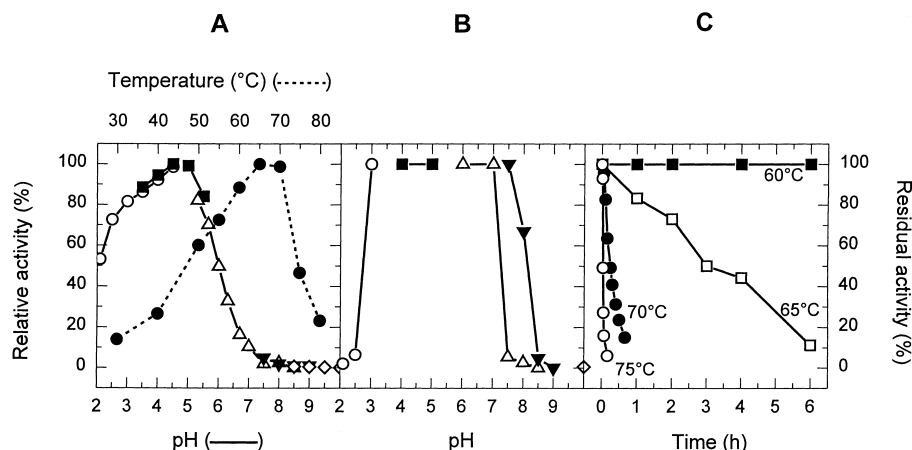 A B C
Temperature (°C) (------)
30 40 50 60 70 80
Relative activity (%)
100
80
60
40
20
0
60°C
65°C
70°C
75°C
100
80
60
40
20
0
Residual activity (%)
2 3 4 5 6 7 8 9 2 3 4 5 6 7 8 9 0 1 2 3 4 5 6
pH (——) pH Time (h)